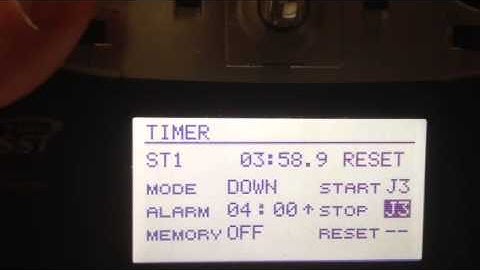 TIMER
ST1 03:58.9 RESET
MODE DOWN START J3
ALARM 04:00↑ STOP J3
MEMORY OFF RESET --